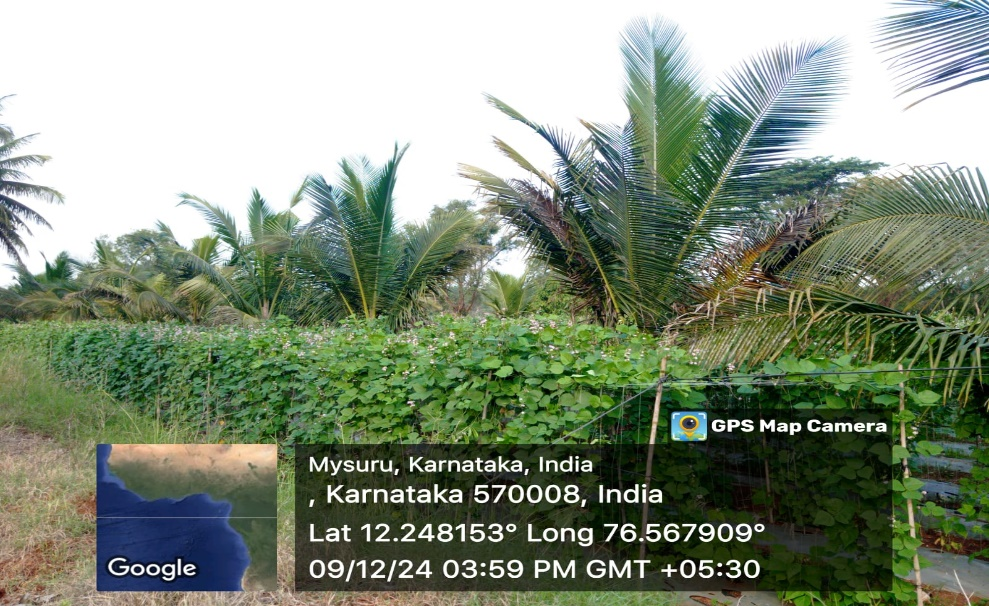 GPS Map Camera
Mysuru, Karnataka, India
, Karnataka 570008, India
Lat 12.248153° Long 76.567909°
09/12/24 03:59 PM GMT +05:30
Google